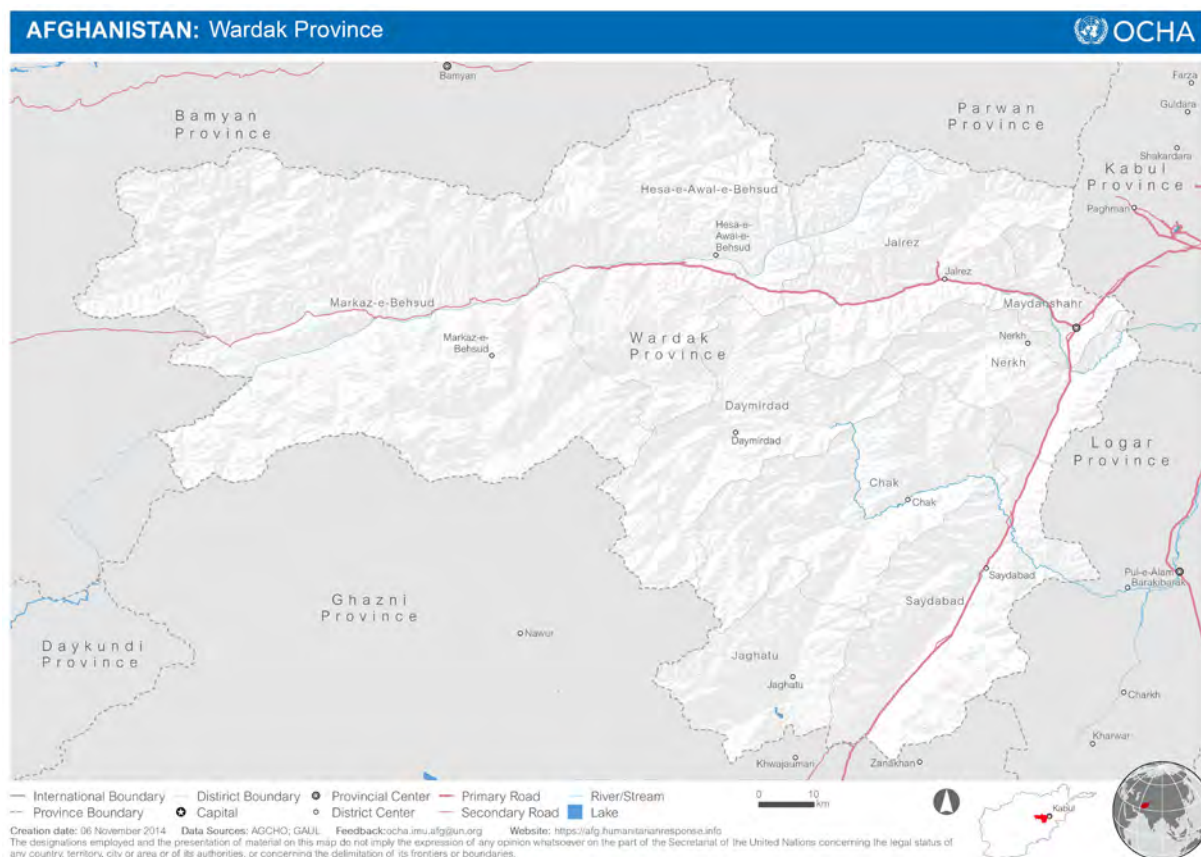 AFGHANISTAN: Wardak Province
OCHA
Bamyan
Farza
Guldara
Bamyan
Province
Parwan
Province
Shakardara
Kabul
Province
Hesa-e-Awal-e-Behsud
Paghman
Hesa-e-
Awal-e-
Behsud
Jalrez
Jalrez
Markaz-e-Behsud
Maydanshahr
Markaz-e-
Behsud
Wardak
Province
Nerkh
Nerkh
Daymirdad
Daymirdad
Logar
Province
Chak
Chak
Saydabad
Pul-e-Alam
Barakibarak
Ghazni
Province
Saydabad
Nawur
Daykundi
Province
Jaghatu
Jaghatu
Charkh
Kharwar
Khwajauman
Zanakhan
International Boundary
District Boundary
Provincial Center
Primary Road
River/Stream
0 10
km
Province Boundary
Capital
District Center
Secondary Road
Lake
Kabul
Creation date: 06 November 2014 Data Sources: AGCHO; GAUL Feedback:ocha.imu.afg@un.org Website: https://afg.humanitarianresponse.info
The designations employed and the presentation of material on this map do not imply the expression of any opinion whatsoever on the part of the Secretariat of the United Nations concerning the legal status of
any country, territory, city or area or of its authorities, or concerning the delimitation of its frontiers or boundaries.